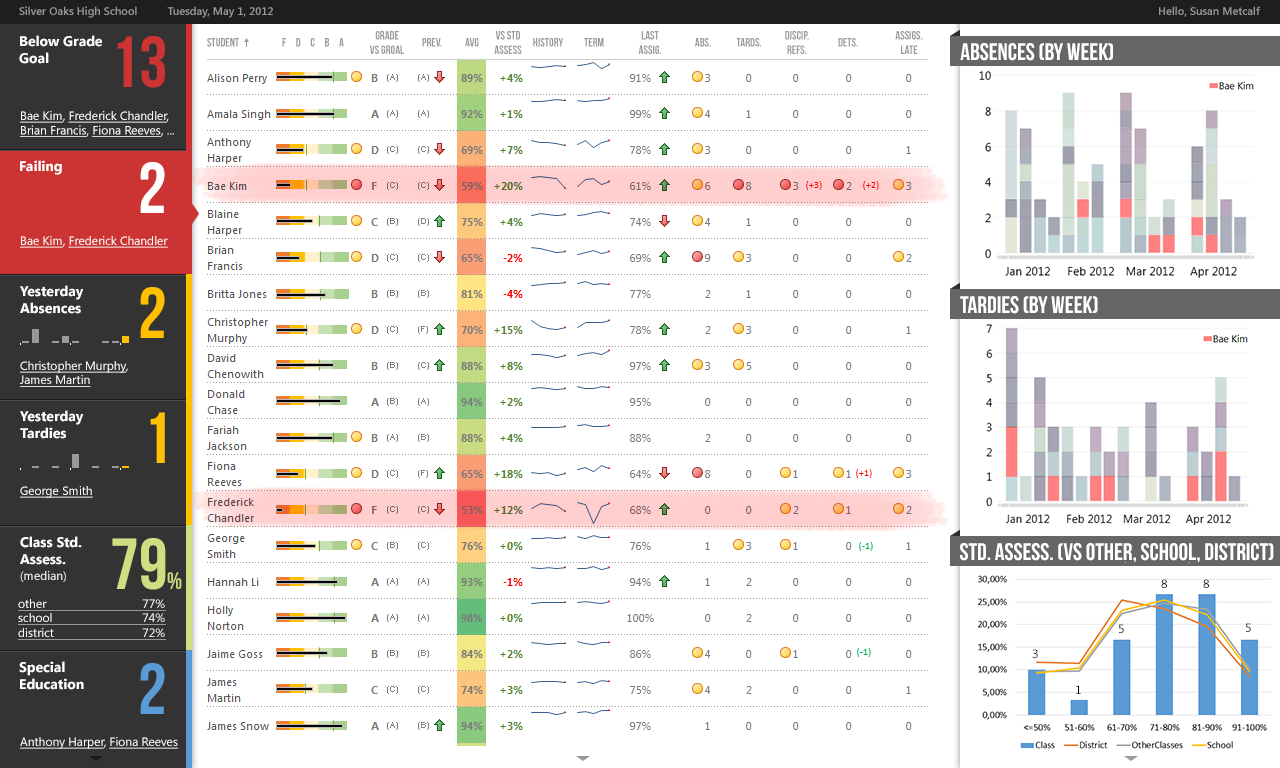 Silver Oaks High School Tuesday, May 1, 2012 Hello, Susan Metcalf
Below Grade Goal 13
Bae Kim, Frederick Chandler,
Brian Francis, Fiona Reeves, ...
Failing 2
Bae Kim, Frederick Chandler
Yesterday Absences 2
Christopher Murphy,
James Martin
Yesterday Tardies 1
George Smith
Class Std. Assess. (median) 79%
other 77%
school 74%
district 72%
Special Education 2
Anthony Harper, Fiona Reeves
STUDENT F D C B A GRADE VS GROAL PREV. AVG VS STD ASSESS HISTORY TERM LAST ASSIG. ABS. TARDS. DISCIP. REFS. DETS. ASSIGS. LATE
Alison Perry B (A) (A) 89% +4% 91% 3 0 0 0 0
Amala Singh A (A) (A) 92% +1% 99% 4 1 0 0 0
Anthony Harper D (C) (C) 69% +7% 78% 3 0 0 0 1
Bae Kim F (C) (C) 59% +20% 61% 6 8 3 (+3) 2 (+2) 3
Blaine Harper C (B) (D) 75% +4% 74% 4 1 0 0 0
Brian Francis D (C) (C) 65% -2% 69% 9 3 0 0 2
Britta Jones B (B) (B) 81% -4% 77% 2 1 0 0 0
Christopher Murphy D (C) (F) 70% +15% 78% 2 3 0 0 1
David Chenowith B (B) (C) 88% +8% 97% 3 5 0 0 0
Donald Chase A (B) (A) 94% +2% 95% 0 0 0 0 0
Fariah Jackson B (A) (B) 88% +4% 88% 2 0 0 0 0
Fiona Reeves D (C) (F) 65% +18% 64% 8 0 1 1 (+1) 3
Frederick Chandler F (C) (C) 53% +12% 68% 0 0 2 1 2
George Smith C (B) (C) 76% +0% 76% 1 3 1 0 (-1) 1
Hannah Li A (A) (A) 93% -1% 94% 1 2 0 0 0
Holly Norton A (A) (A) 98% +0% 100% 0 2 0 0 0
Jaime Goss B (B) (B) 84% +2% 86% 4 0 1 0 (-1) 0
James Martin C (C) (C) 74% +3% 75% 4 2 0 0 1
James Snow A (A) (B) 94% +3% 97% 1 0 0 0 0
ABSENCES (BY WEEK)
Bae Kim
10
8
6
4
2
0
Jan 2012 Feb 2012 Mar 2012 Apr 2012
TARDIES (BY WEEK)
Bae Kim
7
6
5
4
3
2
1
0
Jan 2012 Feb 2012 Mar 2012 Apr 2012
STD. ASSESS. (VS OTHER, SCHOOL, DISTRICT)
30,00%
25,00%
20,00%
15,00%
10,00%
5,00%
0,00%
3 1 5 8 8 5
<=50% 51-60% 61-70% 71-80% 81-90% 91-100%
Class District OtherClasses School